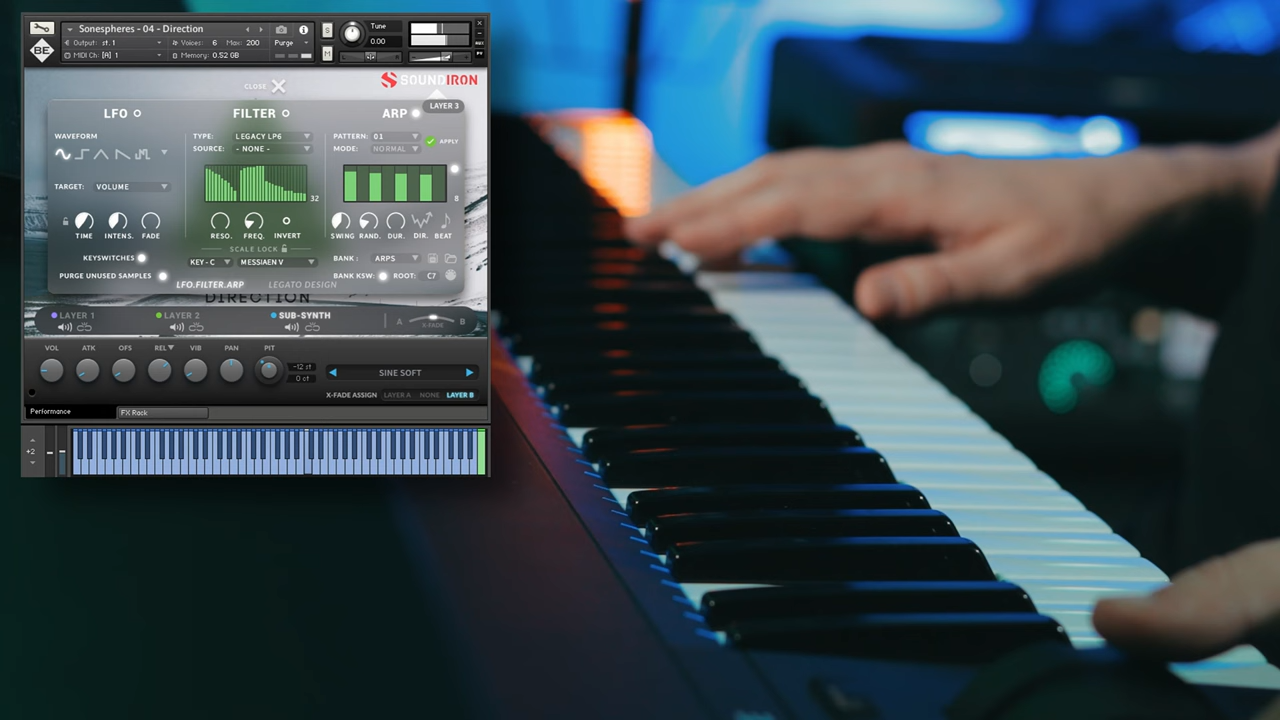 Sonespheres - 04 - Direction
Output: st.1
Voices: 6 Max: 200
Purge
MIDI Ch: [A] 1
Memory: 0.52 GB
S
M
Tune
0.00
BE
CLOSE
SOUNDIRON
LAYER 3
LFO
FILTER
ARP
WAVEFORM
TARGET: VOLUME
TIME INTENS. FADE
KEYSWITCHES
PURGE UNUSED SAMPLES
TYPE: LEGACY LP6
SOURCE: - NONE -
32
RESO. FREQ. INVERT
SCALE LOCK
KEY - C MESSIAEN V
PATTERN: 01
MODE: NORMAL
APPLY
8
SWING RAND. DUR. DIR. BEAT
BANK: ARPS
BANK KSW: ROOT: C7
LFO.FILTER.ARP LEGATO DESIGN
DIRECTION
LAYER 1 LAYER 2 SUB-SYNTH
A X-FADE B
VOL ATK OFS REL VIB PAN PIT
-12 st
0 ct
SINE SOFT
X-FADE ASSIGN LAYER A NONE LAYER B
Performance FX Rack
+2